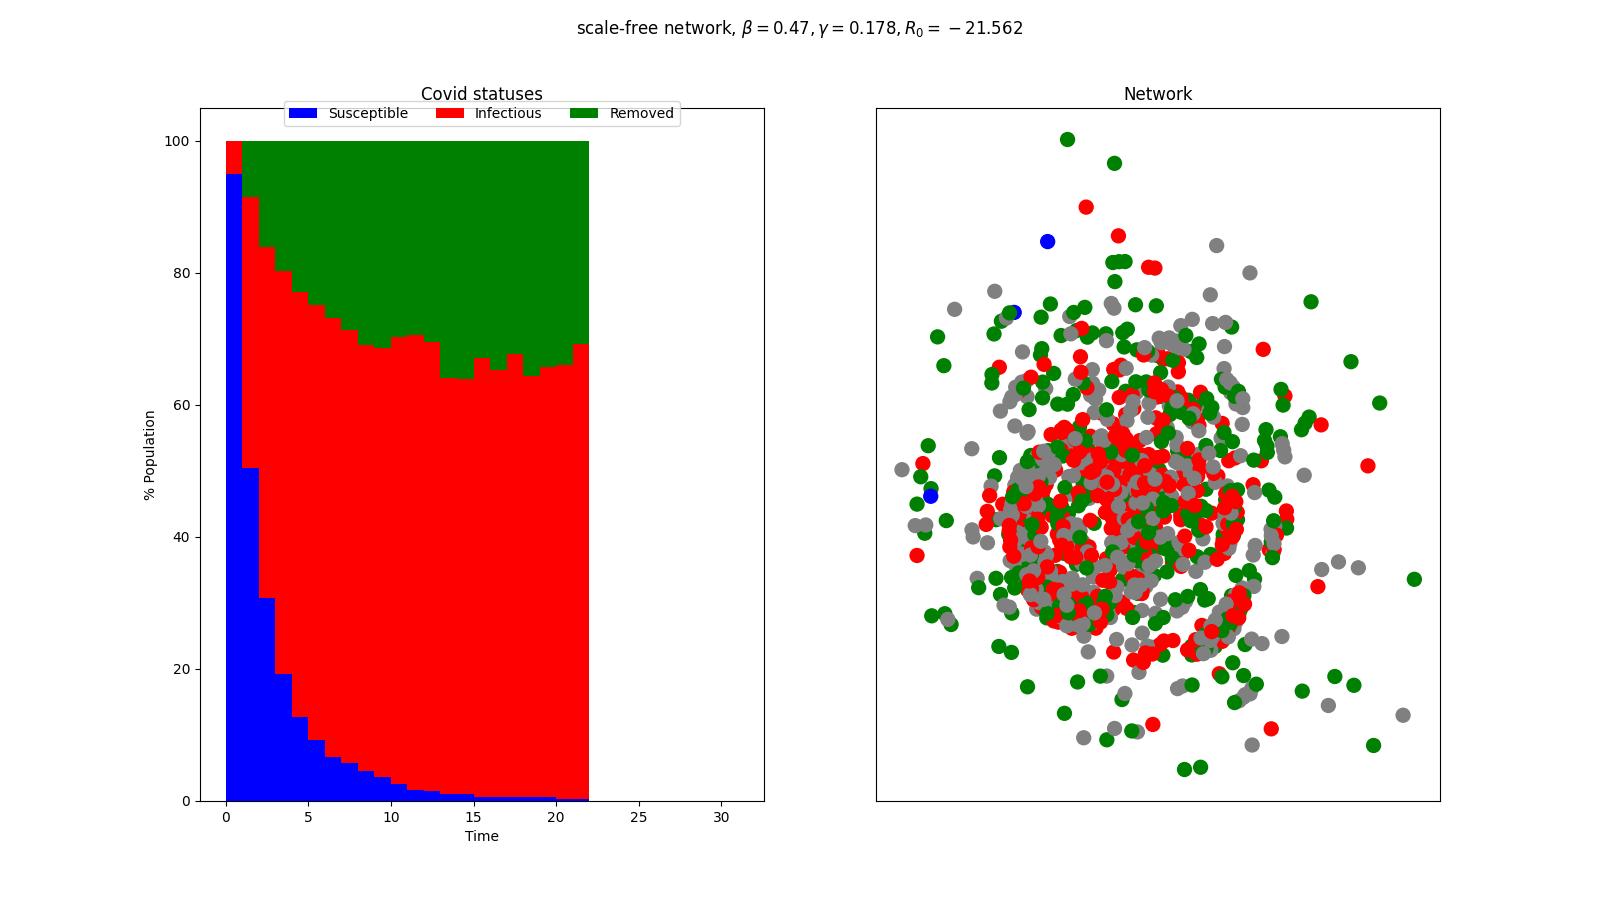 scale-free network, β = 0.47, γ = 0.178, R₀ = − 21.562
Covid statuses
Susceptible Infectious Removed
100
80
60
40
20
0
% Population
0 5 10 15 20 25 30
Time
Network